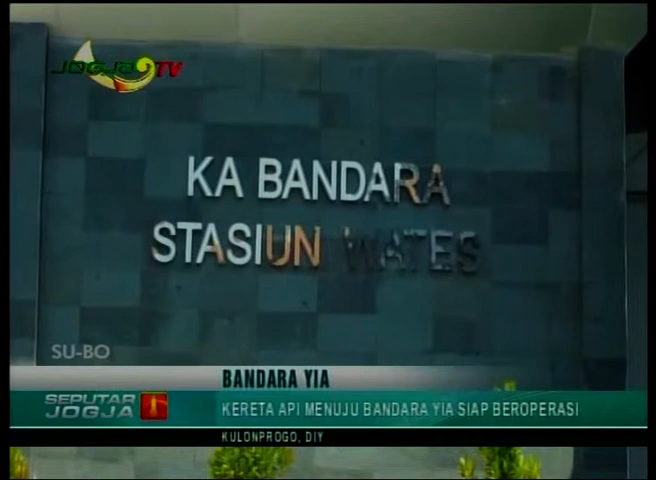 JOGJA TV
KA BANDARA
STASIUN WATES
SU-BO
BANDARA YIA
SEPUTAR
JOGJA
KERETA API MENUJU BANDARA YIA SIAP BEROPERASI
KULONPROGO, DIY